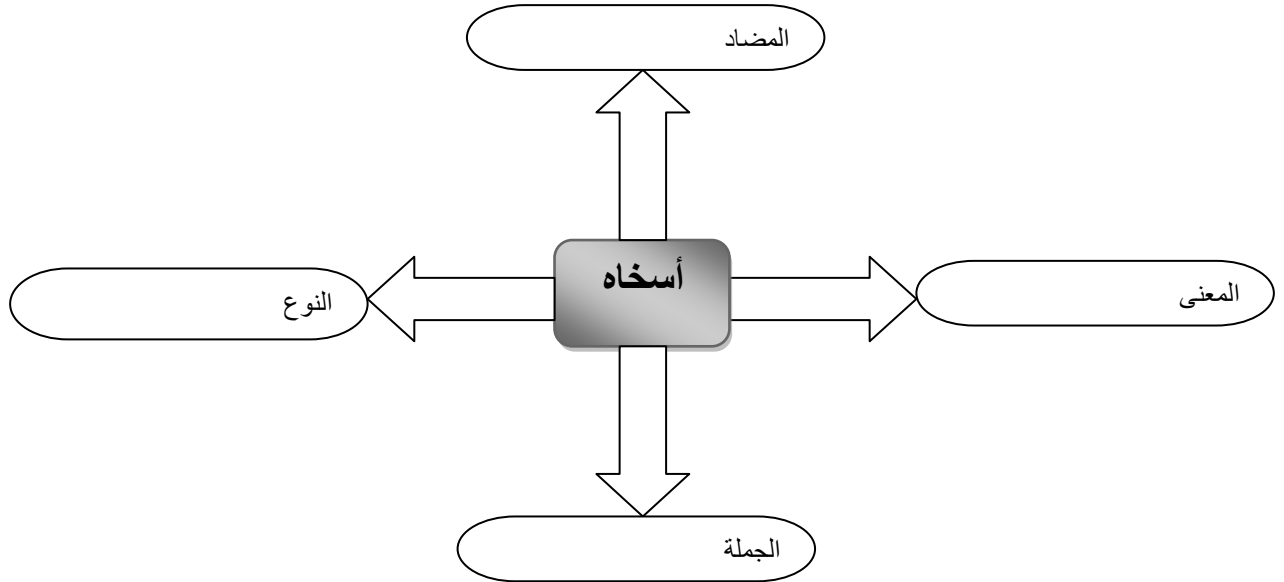 المضاد
أسخاه
المعنى
النوع
الجملة